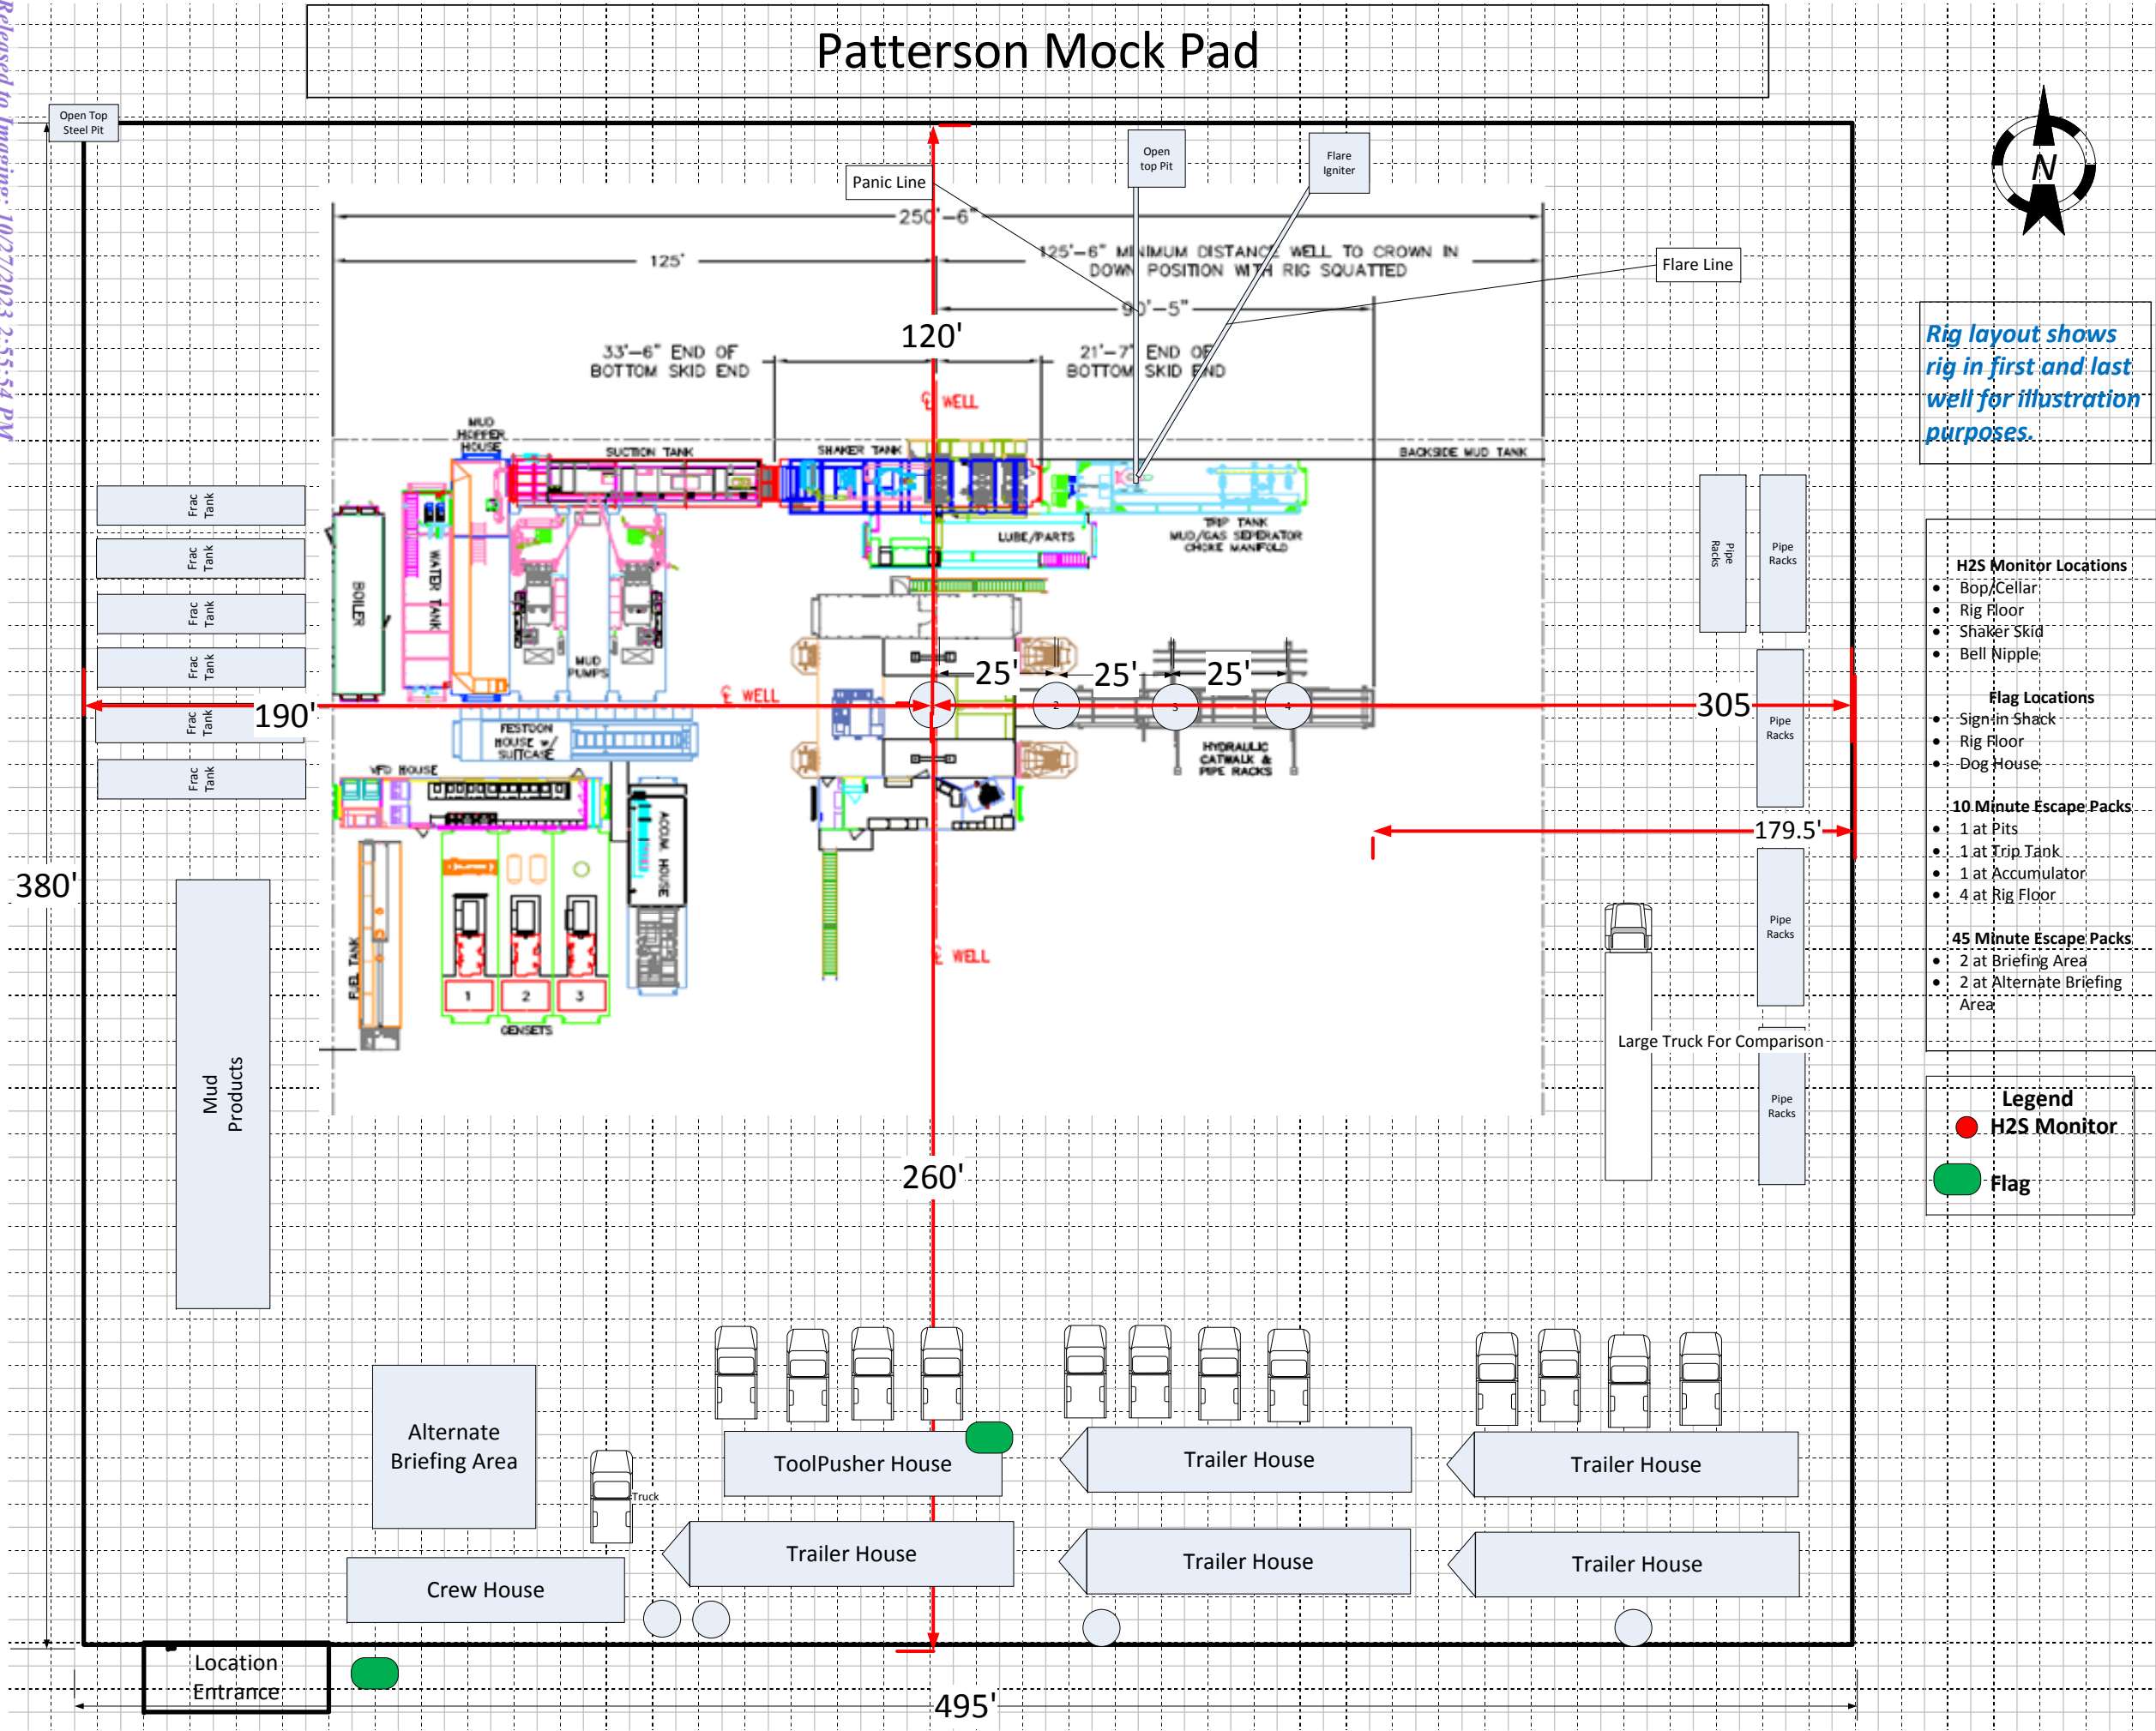 Patterson Mock Pad
Released to Imaging: 10/27/2023 2:55:54 PM
Open Top
Steel Pit
Open
top Pit
Flare
Igniter
N
Panic Line
250'-6"
125'-6" MINIMUM DISTANCE WELL TO CROWN IN
DOWN POSITION WITH RIG SQUATTED
125'
Flare Line
90'-5"
120'
33'-6" END OF
BOTTOM SKID END
21'-7" END OF
BOTTOM SKID END
Rig layout shows
rig in first and last
well for illustration
purposes.
℄ WELL
MUD
HOPPER
HOUSE
SUCTION TANK
SHAKER TANK
BACKSIDE MUD TANK
Frac
Tank
Frac
Tank
Frac
Tank
Frac
Tank
Frac
Tank
Frac
Tank
BOILER
WATER TANK
LUBE/PARTS
TRIP TANK
MUD/GAS SEPERATOR
CHOKE MANIFOLD
Pipe
Racks
Pipe
Racks
MUD
PUMPS
25'
25'
25'
℄ WELL
2
3
4
190'
305
Pipe
Racks
FESTOON
HOUSE w/
SUITCASE
HYDRAULIC
CATWALK &
PIPE RACKS
VFD HOUSE
179.5'
ACCUM. HOUSE
380'
FUEL TANK
℄ WELL
1
2
3
GENSETS
Pipe
Racks
Large Truck For Comparison
Pipe
Racks
Mud
Products
260'
H2S Monitor Locations
• Bop/Cellar
• Rig Floor
• Shaker Skid
• Bell Nipple
Flag Locations
• Sign in Shack
• Rig Floor
• Dog House
10 Minute Escape Packs
• 1 at Pits
• 1 at Trip Tank
• 1 at Accumulator
• 4 at Rig Floor
45 Minute Escape Packs
• 2 at Briefing Area
• 2 at Alternate Briefing
Area
Legend
H2S Monitor
Flag
Alternate
Briefing Area
Truck
ToolPusher House
Trailer House
Trailer House
Crew House
Trailer House
Trailer House
Trailer House
Location
Entrance
495'